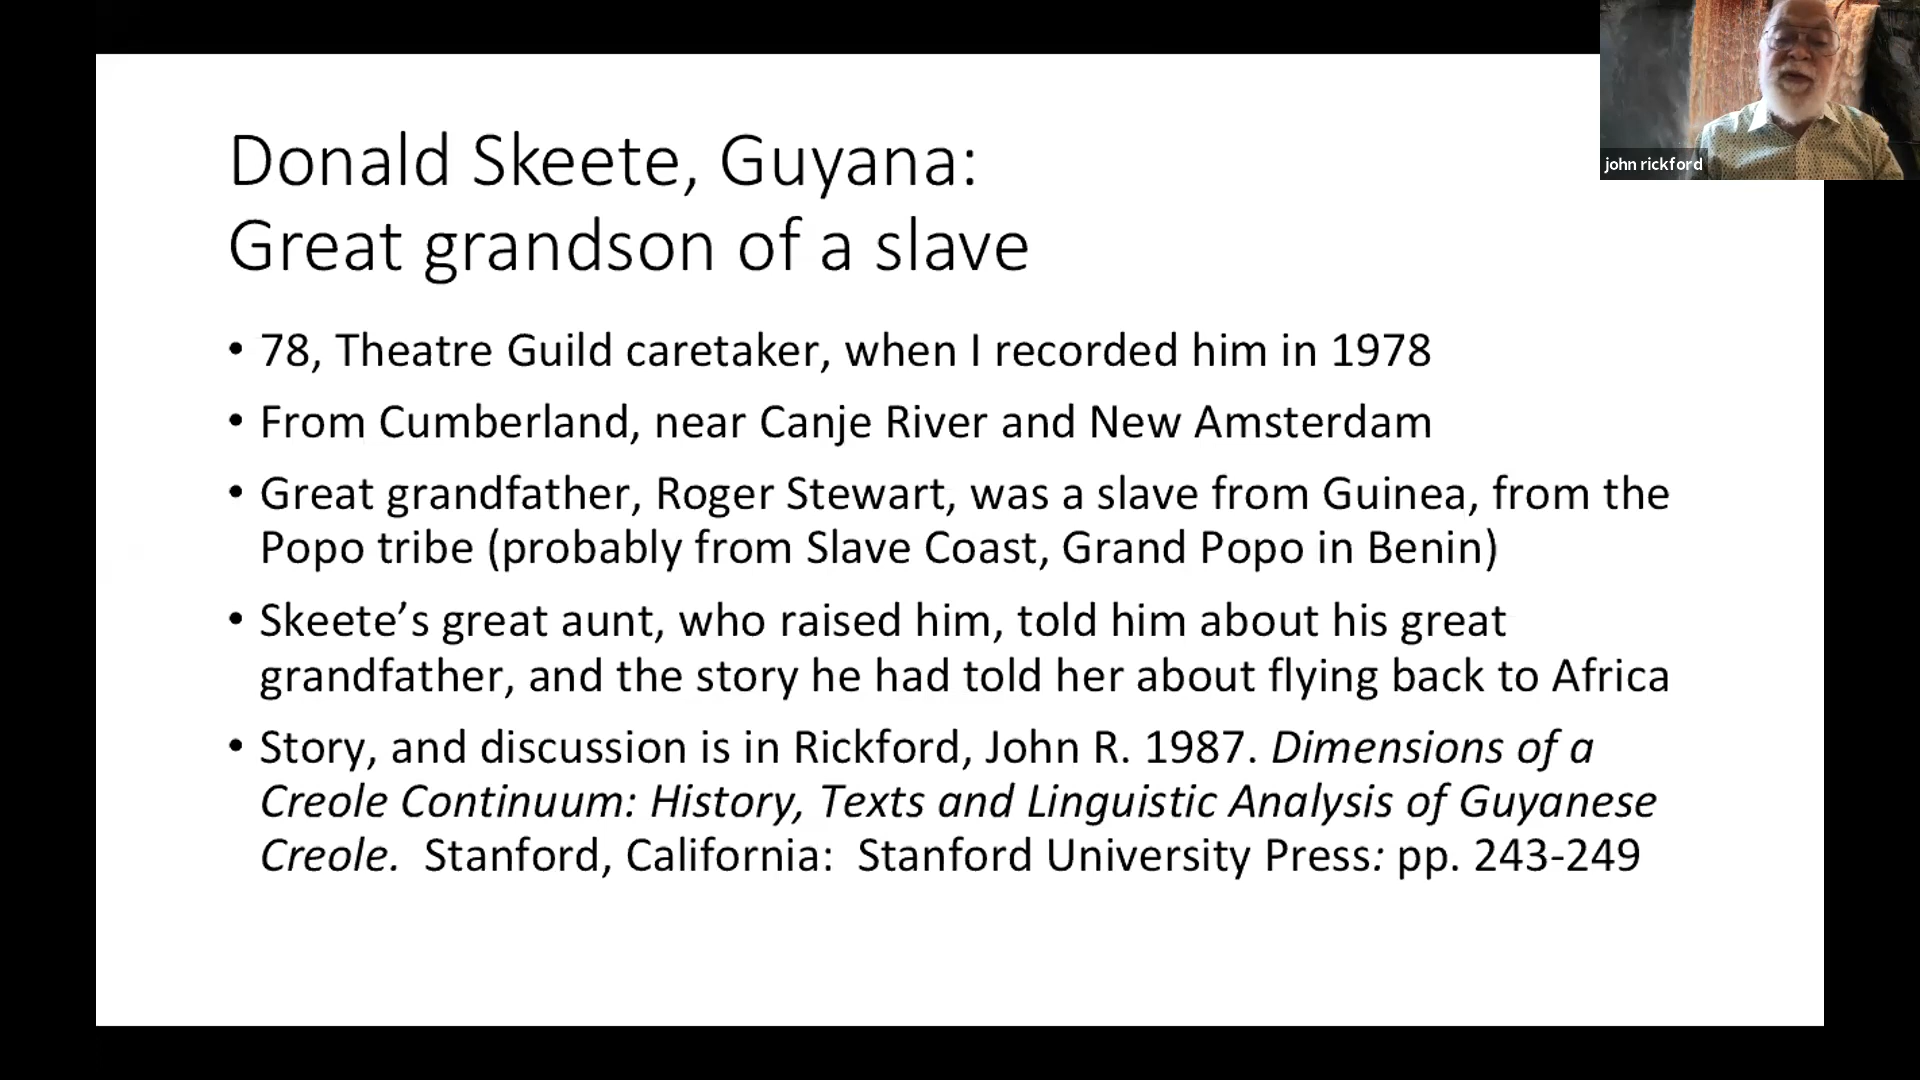 Donald Skeete, Guyana:
Great grandson of a slave
• 78, Theatre Guild caretaker, when I recorded him in 1978
• From Cumberland, near Canje River and New Amsterdam
• Great grandfather, Roger Stewart, was a slave from Guinea, from the
Popo tribe (probably from Slave Coast, Grand Popo in Benin)
• Skeete’s great aunt, who raised him, told him about his great
grandfather, and the story he had told her about flying back to Africa
• Story, and discussion is in Rickford, John R. 1987. Dimensions of a
Creole Continuum: History, Texts and Linguistic Analysis of Guyanese
Creole.  Stanford, California:  Stanford University Press: pp. 243-249
john rickford